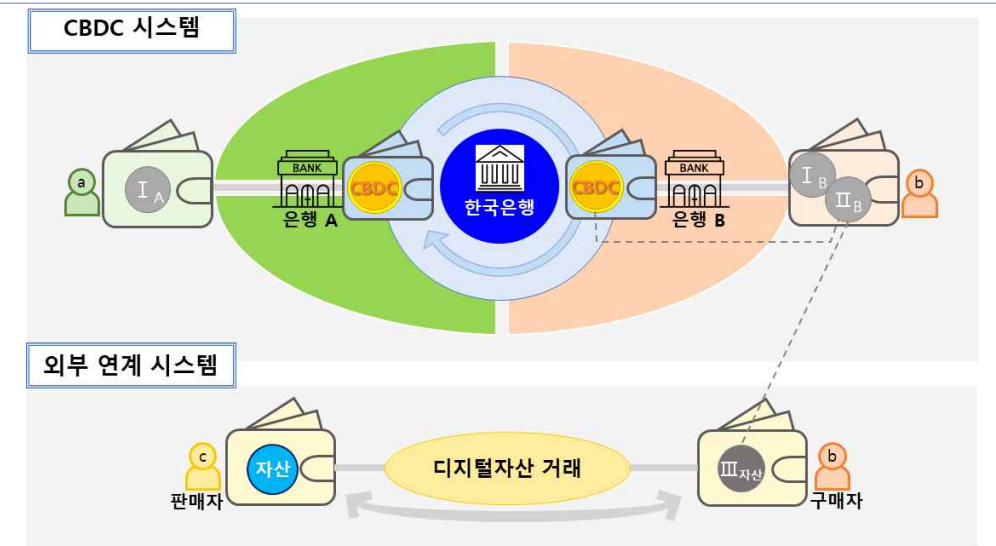 CBDC 시스템
a
Ⅰ A
BANK
은행 A
CBDC
한국은행
CBDC
BANK
은행 B
Ⅰ B
Ⅱ B
b
외부 연계 시스템
c
판매자
자산
디지털자산 거래
Ⅲ 자산
b
구매자